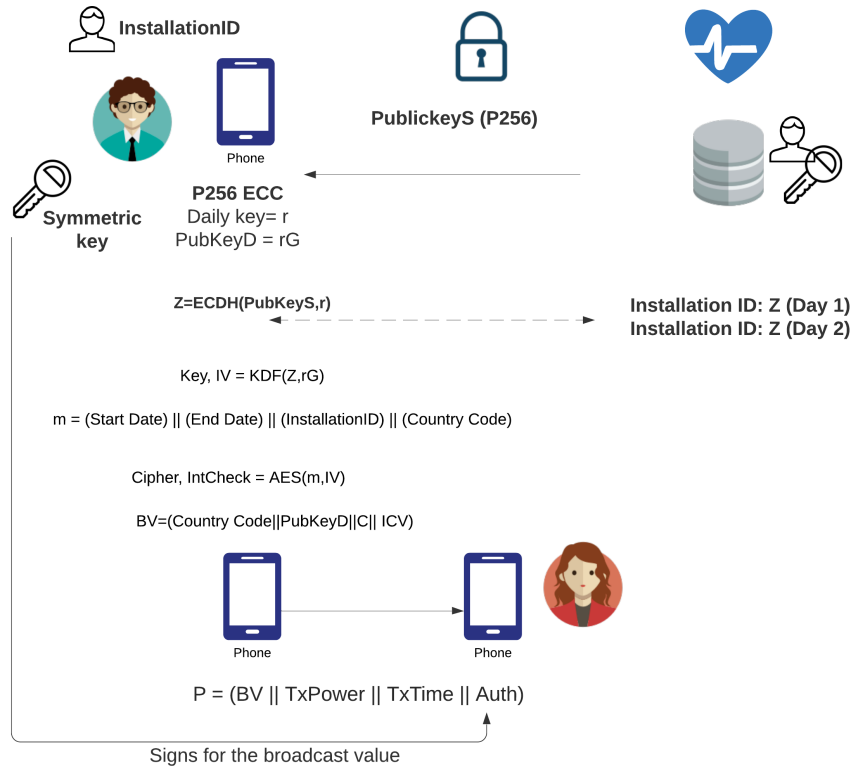 InstallationID
PublickeyS (P256)
Phone
P256 ECC
Daily key= r
PubKeyD = rG
Symmetric
key
Z=ECDH(PubKeyS,r)
Installation ID: Z (Day 1)
Installation ID: Z (Day 2)
Key, IV = KDF(Z,rG)
m = (Start Date) || (End Date) || (InstallationID) || (Country Code)
Cipher, IntCheck = AES(m,IV)
BV=(Country Code||PubKeyD||C|| ICV)
Phone
Phone
P = (BV || TxPower || TxTime || Auth)
Signs for the broadcast value